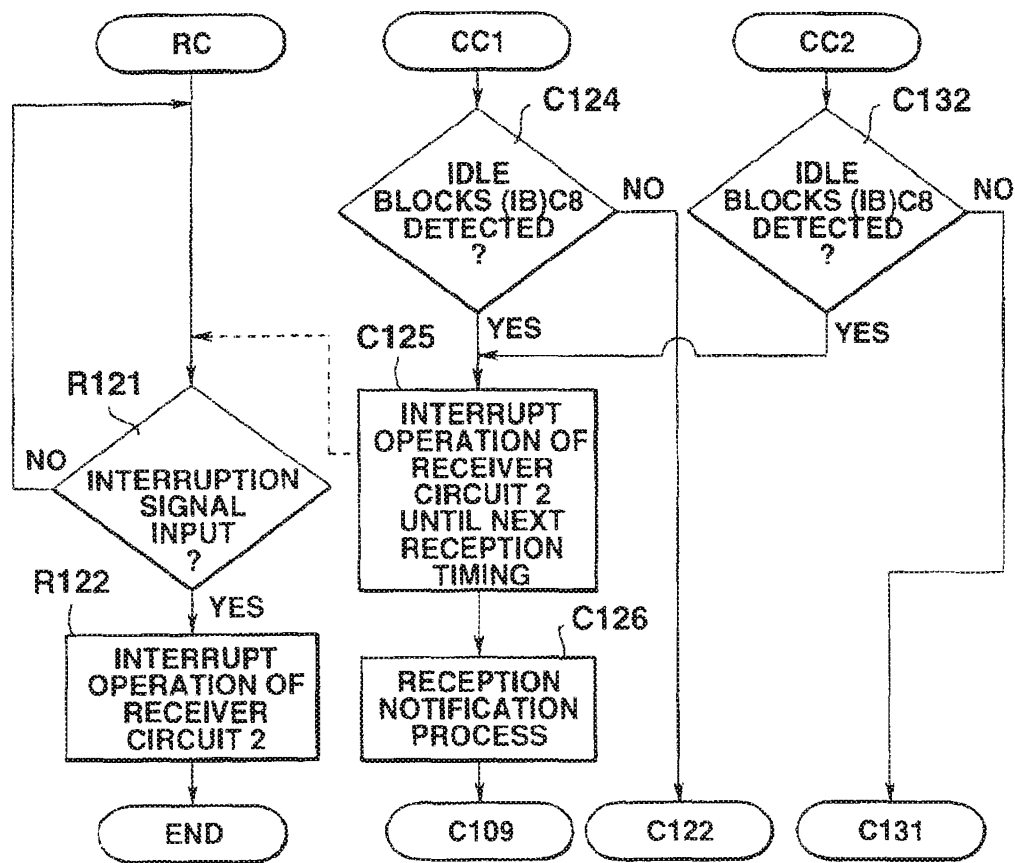 RC
CC1
CC2
C124
C132
IDLE
BLOCKS (IB)C8
DETECTED
?
NO
IDLE
BLOCKS (IB)C8
DETECTED
?
NO
YES
YES
C125
R121
NO
INTERRUPTION
SIGNAL
INPUT
?
INTERRUPT
OPERATION OF
RECEIVER
CIRCUIT 2
UNTIL NEXT
RECEPTION
TIMING
R122
YES
C126
INTERRUPT
OPERATION OF
RECEIVER
CIRCUIT 2
RECEPTION
NOTIFICATION
PROCESS
END
C109
C122
C131